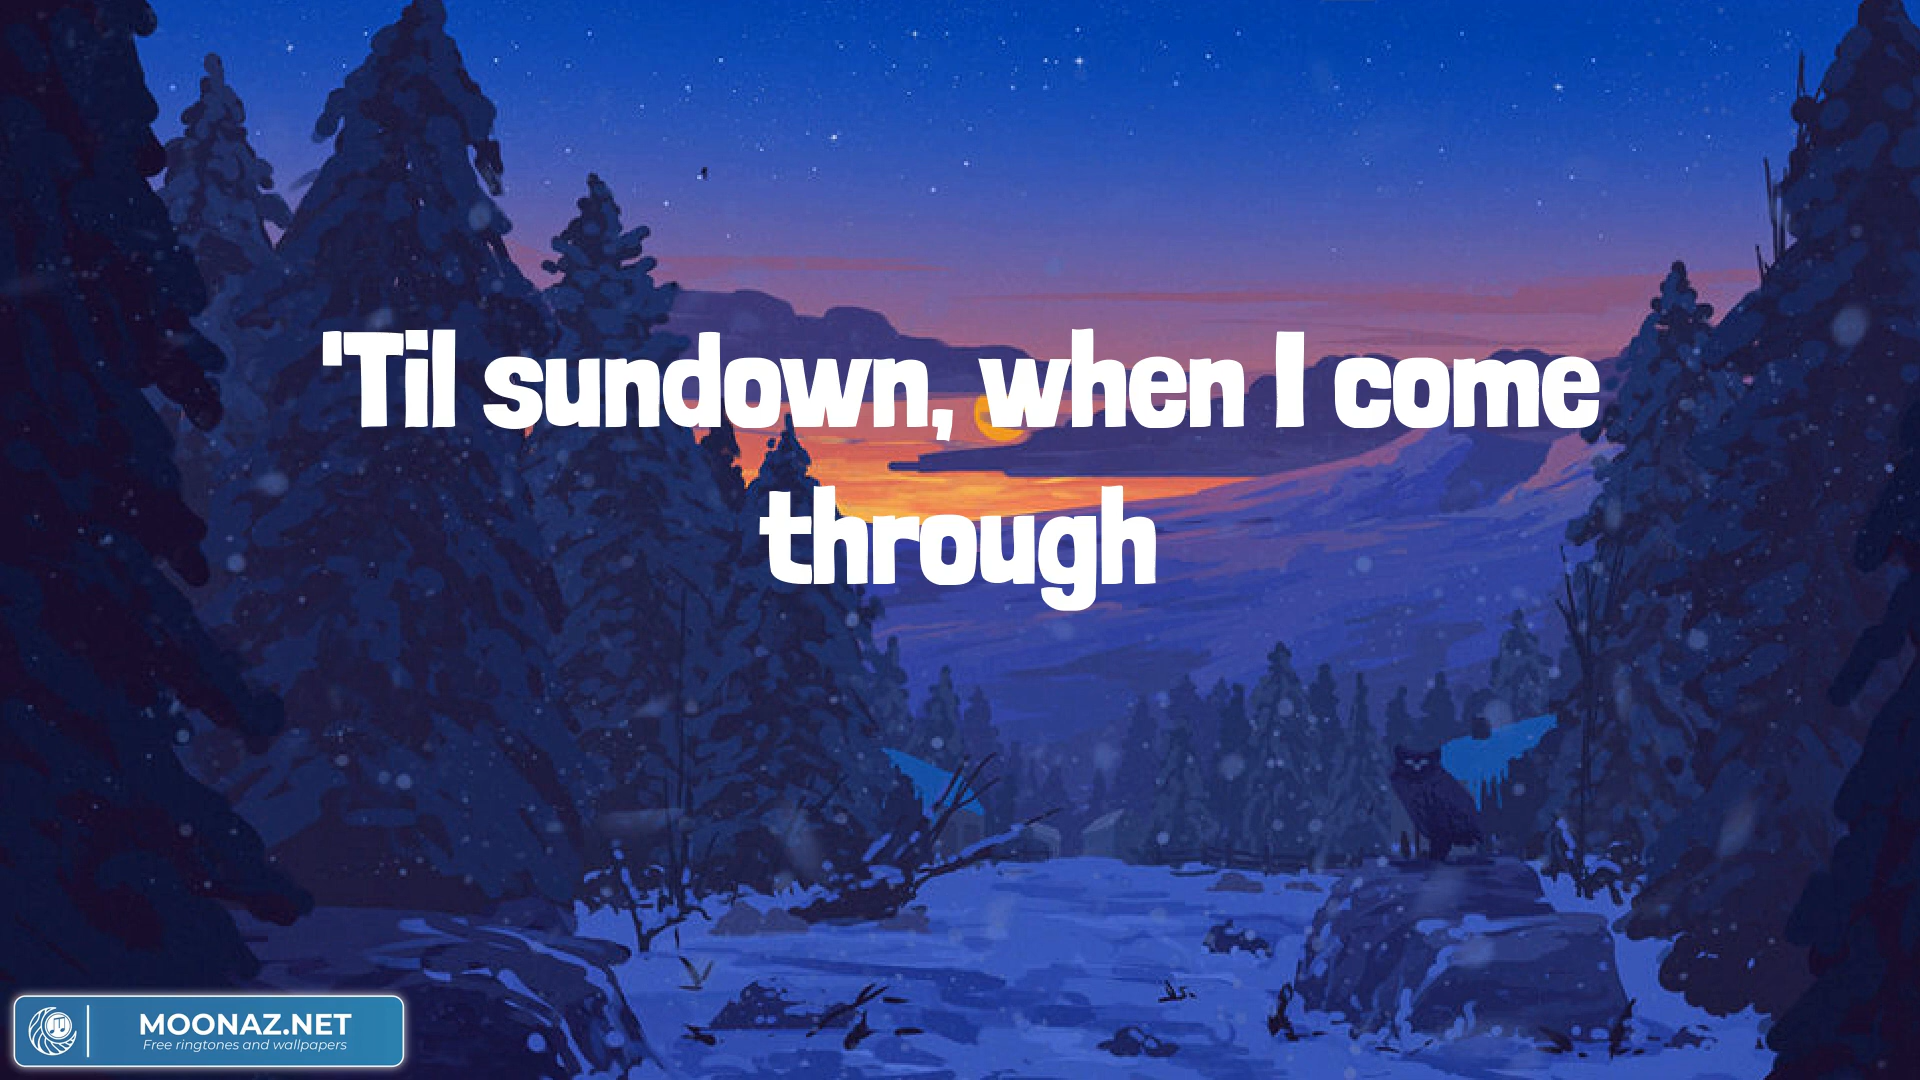 'Til sundown, when I come
through
MOONAZ.NET
Free ringtones and wallpapers